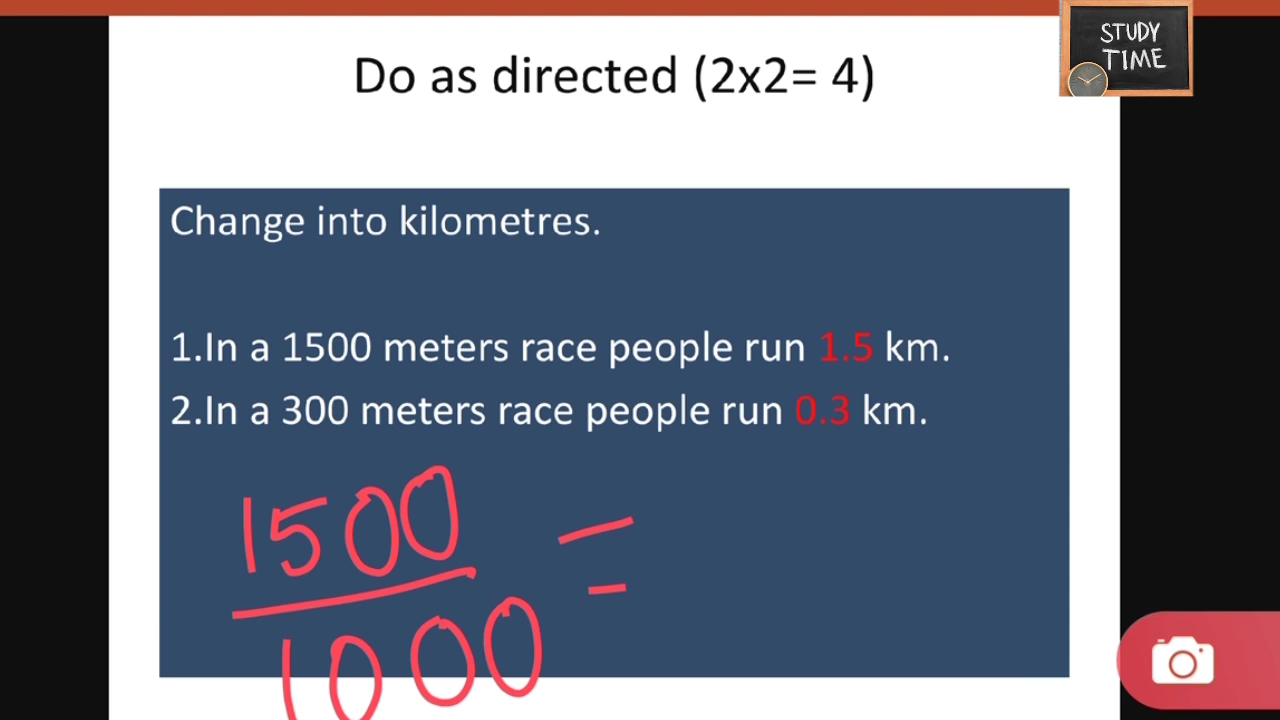 STUDY
TIME
Do as directed (2x2= 4)
Change into kilometres.
1.In a 1500 meters race people run 1.5 km.
2.In a 300 meters race people run 0.3 km.
1500 =
1000